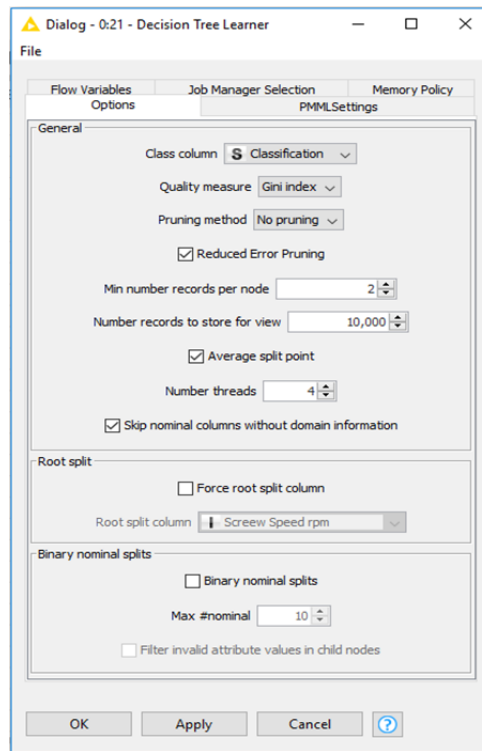 Dialog - 0:21 - Decision Tree Learner
File
Flow Variables Job Manager Selection Memory Policy
Options PMMLSettings
General
Class column S Classification
Quality measure Gini index
Pruning method No pruning
Reduced Error Pruning
Min number records per node 2
Number records to store for view 10,000
Average split point
Number threads 4
Skip nominal columns without domain information
Root split
Force root split column
Root split column I Screew Speed rpm
Binary nominal splits
Binary nominal splits
Max #nominal 10
Filter invalid attribute values in child nodes
OK Apply Cancel ?